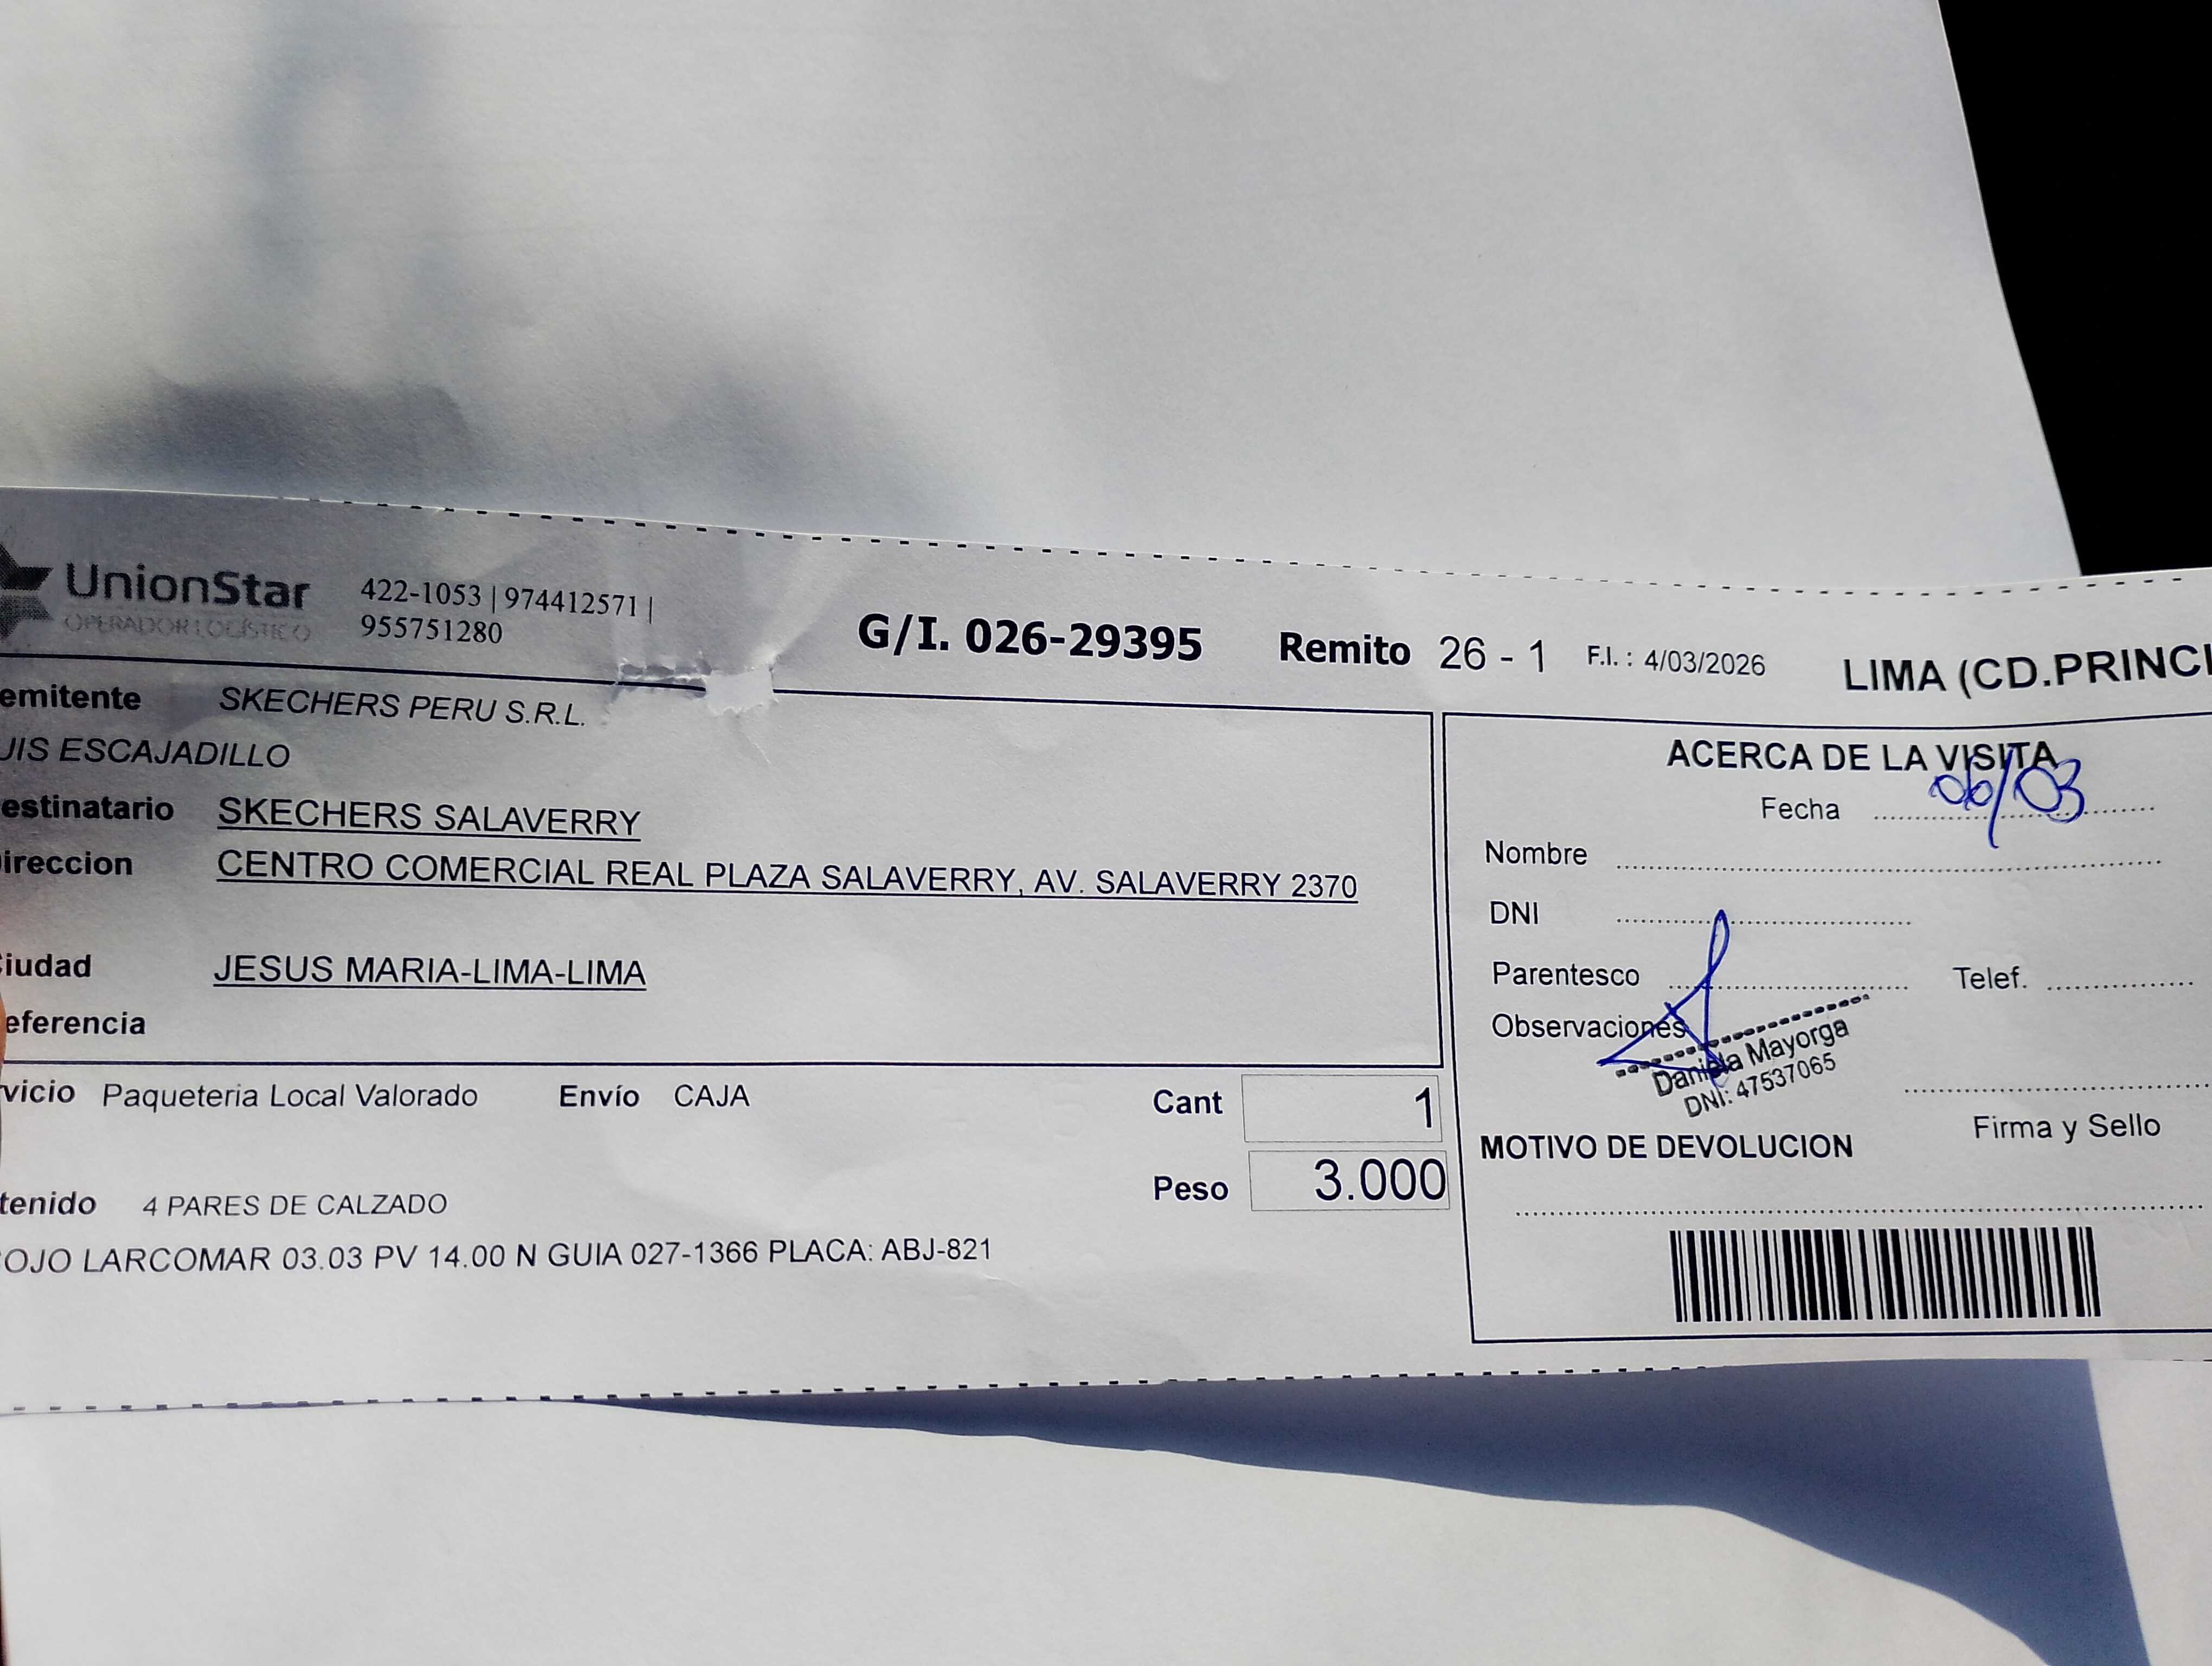 UnionStar
OPERADOR LOGÍSTICO
422-1053 | 974412571 |
955751280
G/I. 026-29395 Remito 26 - 1 F.I. : 4/03/2026 LIMA (CD.PRINCI
emitente SKECHERS PERU S.R.L.
UIS ESCAJADILLO
estinatario SKECHERS SALAVERRY
ireccion CENTRO COMERCIAL REAL PLAZA SALAVERRY, AV. SALAVERRY 2370
iudad JESUS MARIA-LIMA-LIMA
eferencia
vicio Paqueteria Local Valorado Envío CAJA
Cant 1
Peso 3.000
tenido 4 PARES DE CALZADO
OJO LARCOMAR 03.03 PV 14.00 N GUIA 027-1366 PLACA: ABJ-821
ACERCA DE LA VISITA
Fecha 06/03
Nombre
DNI
Parentesco Telef.
Observaciones
Daniela Mayorga
DNI: 47537065
Firma y Sello
MOTIVO DE DEVOLUCION